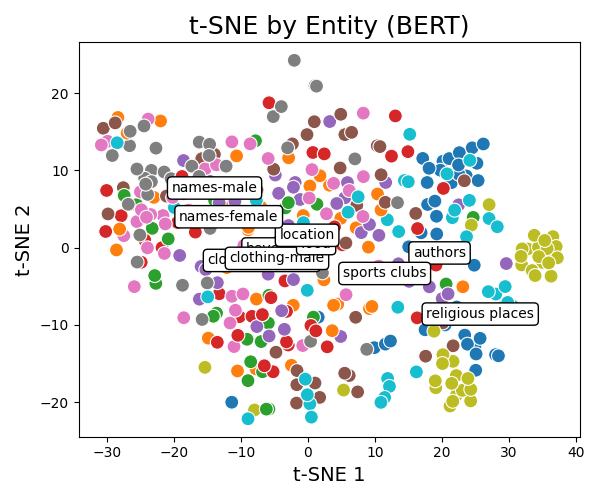 t-SNE by Entity (BERT)
t-SNE 2
20
10
0
−10
−20
names-male
names-female
location
clothing-male
sports clubs
authors
religious places
−30
−20
−10
0
10
20
30
40
t-SNE 1